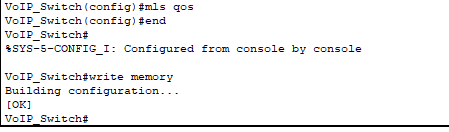 VoIP_Switch(config)#mls qos
VoIP_Switch(config)#end
VoIP_Switch#
%SYS-5-CONFIG_I: Configured from console by console

VoIP_Switch#write memory
Building configuration...
[OK]
VoIP_Switch#